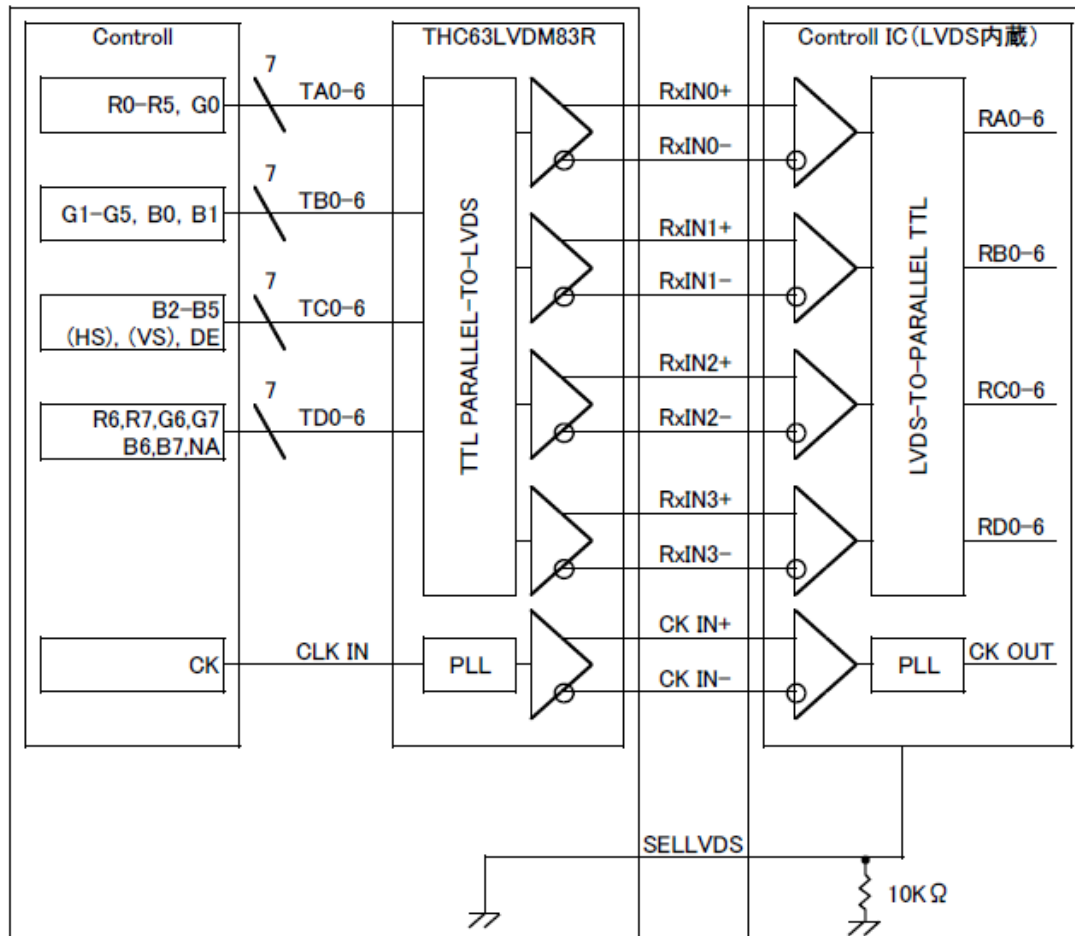 Controll
THC63LVDM83R
Controll IC(LVDS内蔵)
R0-R5, G0
7
TA0-6
RxIN0+
RxIN0-
RA0-6
G1-G5, B0, B1
7
TB0-6
RxIN1+
RxIN1-
RB0-6
B2-B5
(HS), (VS), DE
7
TC0-6
RxIN2+
RxIN2-
RC0-6
R6,R7,G6,G7
B6,B7,NA
7
TD0-6
RxIN3+
RxIN3-
RD0-6
TTL PARALLEL-TO-LVDS
LVDS-TO-PARALLEL TTL
CK
CLK IN
PLL
CK IN+
CK IN-
PLL
CK OUT
SELLVDS
10KΩ